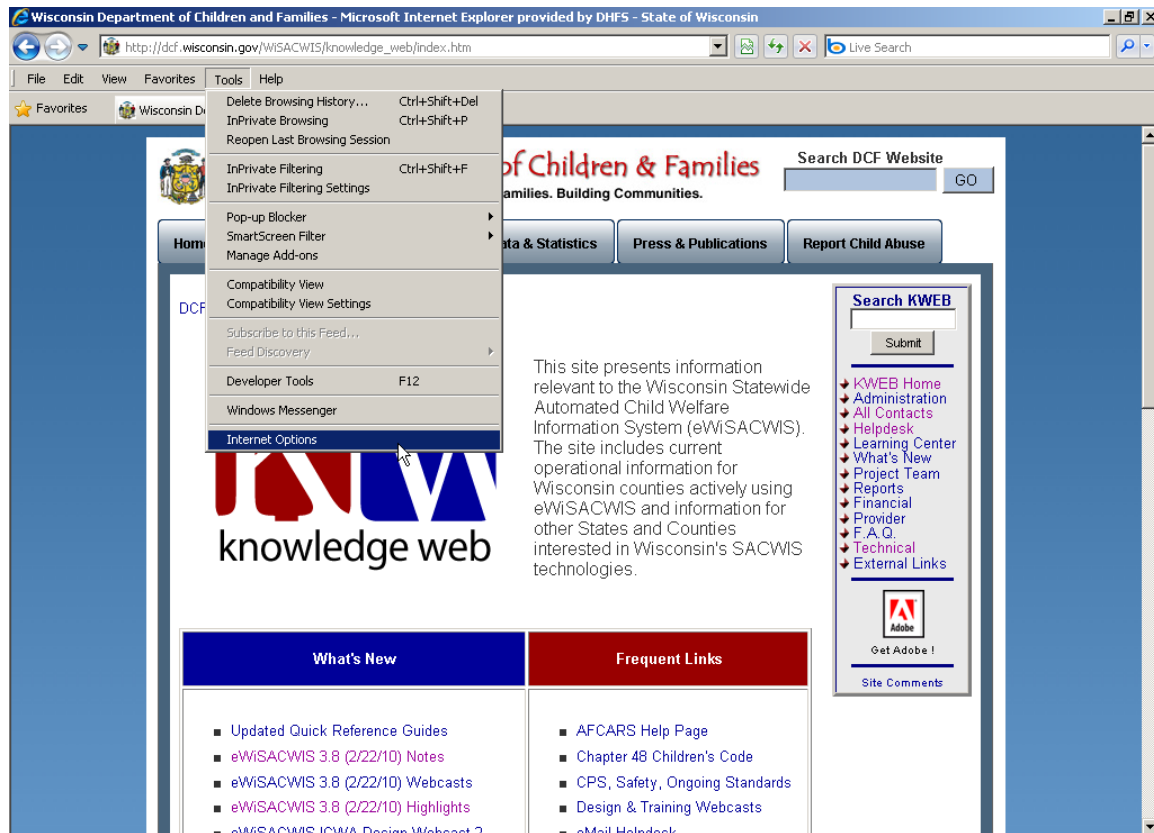 Wisconsin Department of Children and Families - Microsoft Internet Explorer provided by DHFS - State of Wisconsin
http://dcf.wisconsin.gov/WiSACWIS/knowledge_web/index.htm
Live Search
File Edit View Favorites Tools Help
Favorites
Wisconsin De
Delete Browsing History... Ctrl+Shift+Del
InPrivate Browsing Ctrl+Shift+P
Reopen Last Browsing Session
InPrivate Filtering Ctrl+Shift+F
InPrivate Filtering Settings
Pop-up Blocker
SmartScreen Filter
Manage Add-ons
Compatibility View
Compatibility View Settings
Subscribe to this Feed...
Feed Discovery
Developer Tools F12
Windows Messenger
Internet Options
of Children & Families
amilies. Building Communities.
Search DCF Website
GO
Home
ata & Statistics
Press & Publications
Report Child Abuse
DCF
knowledge web
This site presents information
relevant to the Wisconsin Statewide
Automated Child Welfare
Information System (eWiSACWIS).
The site includes current
operational information for
Wisconsin counties actively using
eWiSACWIS and information for
other States and Counties
interested in Wisconsin's SACWIS
technologies.
Search KWEB
Submit
KWEB Home
Administration
All Contacts
Helpdesk
Learning Center
What's New
Project Team
Reports
Financial
Provider
F.A.Q.
Technical
External Links
Adobe
Get Adobe !
Site Comments
What's New
Updated Quick Reference Guides
eWiSACWIS 3.8 (2/22/10) Notes
eWiSACWIS 3.8 (2/22/10) Webcasts
eWiSACWIS 3.8 (2/22/10) Highlights
eWiSACWIS ICWA Design Webcast 2
Frequent Links
AFCARS Help Page
Chapter 48 Children's Code
CPS, Safety, Ongoing Standards
Design & Training Webcasts
eMail Helpdesk